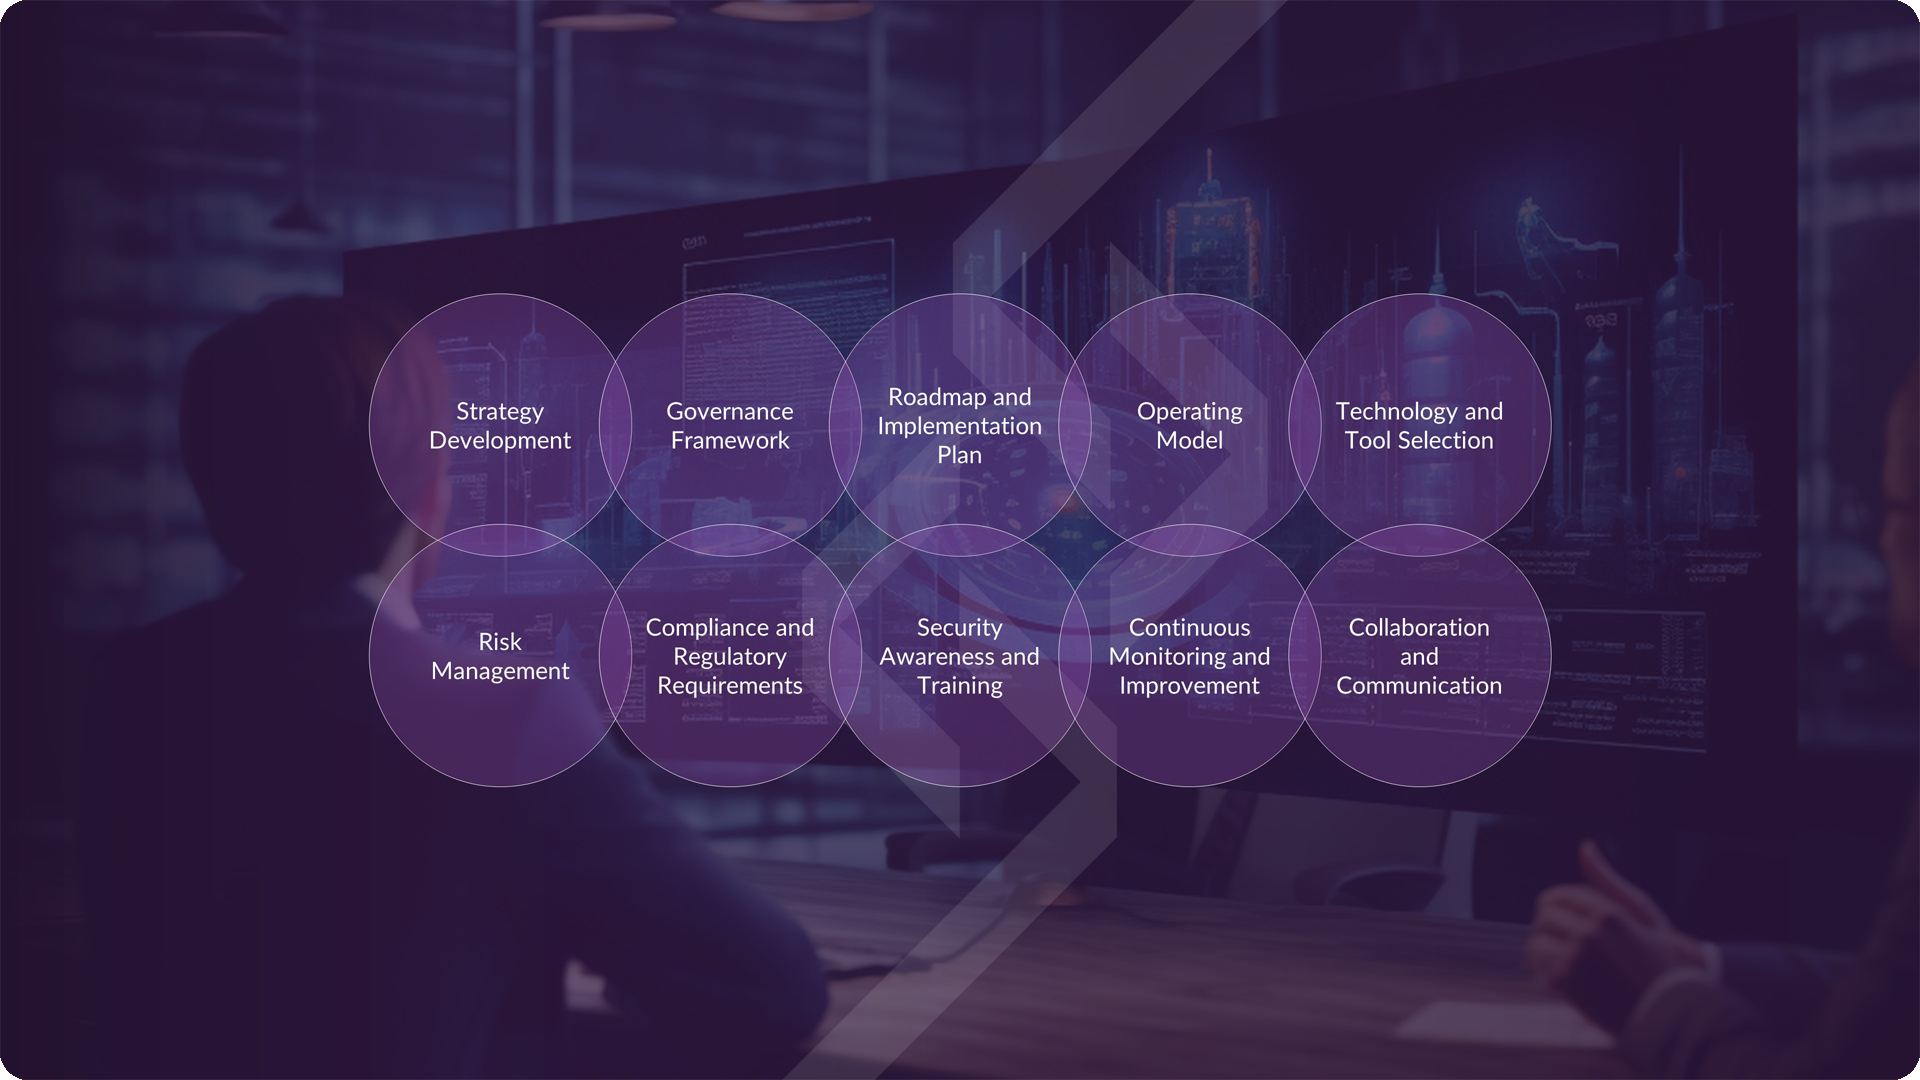 Strategy
Development
Governance
Framework
Roadmap and
Implementation
Plan
Operating
Model
Technology and
Tool Selection
Risk
Management
Compliance and
Regulatory
Requirements
Security
Awareness and
Training
Continuous
Monitoring and
Improvement
Collaboration
and
Communication